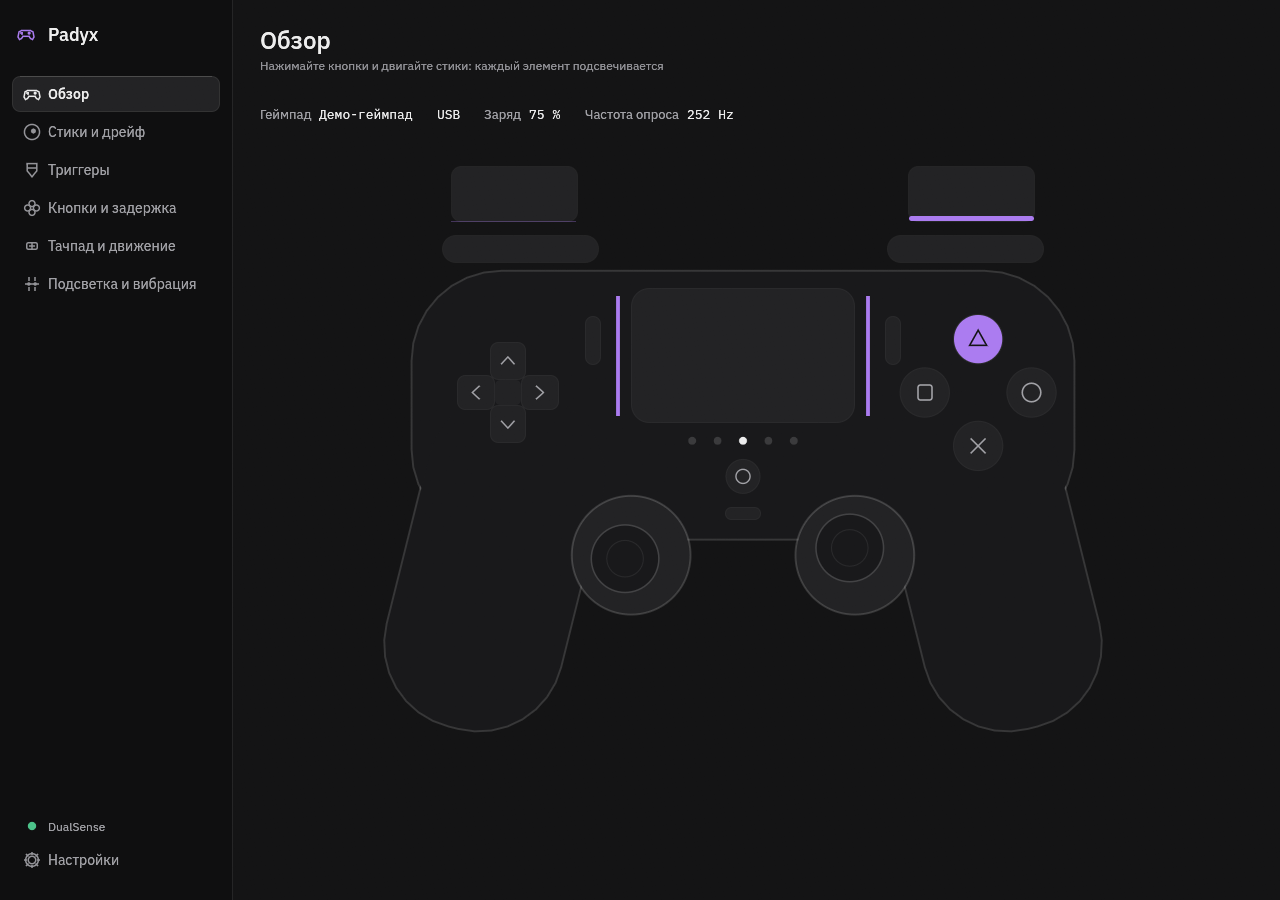 Padyx
Обзор
Стики и дрейф
Триггеры
Кнопки и задержка
Тачпад и движение
Подсветка и вибрация
DualSense
Настройки
Обзор
Нажимайте кнопки и двигайте стики: каждый элемент подсвечивается
Геймпад Демо-геймпад USB Заряд 75 % Частота опроса 252 Hz